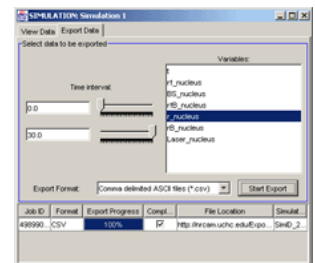 SIMULATION: Simulation 1
View Data Export Data
Select data to be exported
Variables:
t
rf_nucleus
BS_nucleus
rfB_nucleus
r_nucleus
rB_nucleus
Laser_nucleus
Time interval:
0.0
30.0
Export Format: Comma delimited ASCII files (*.csv) Start Export
Job ID Format Export Progress Compl... File Location Simulat...
498990... CSV 100% http://nrcam.uchc.edu/Expo... SimID_2...